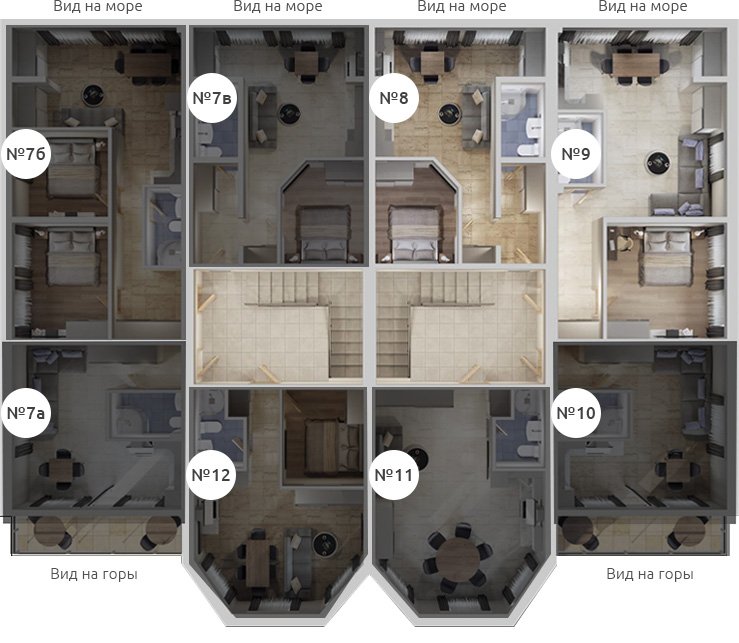 Вид на море
Вид на море
Вид на море
Вид на море
№7б
№7в
№8
№9
№7а
№12
№11
№10
Вид на горы
Вид на горы